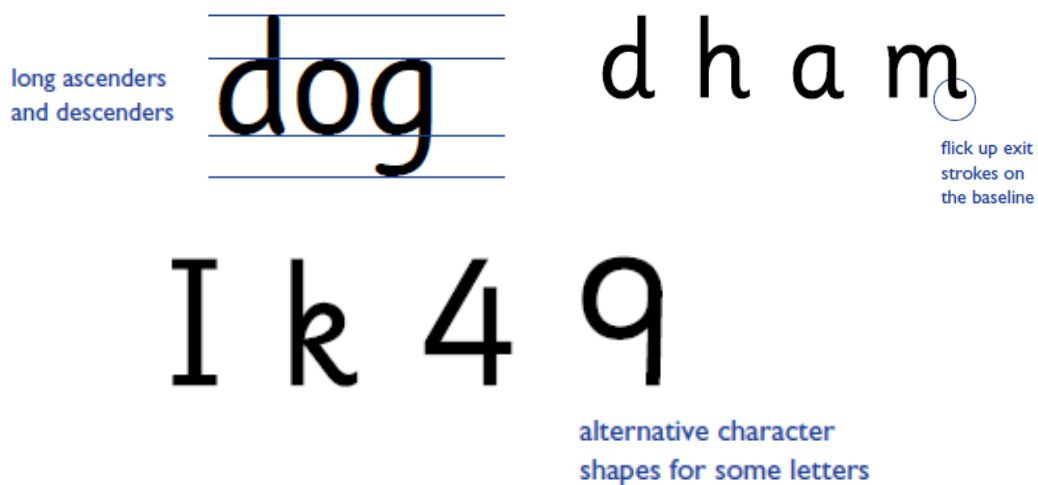 long ascenders
and descenders
dog
d h a m
flick up exit
strokes on
the baseline
I k 4 9
alternative character
shapes for some letters